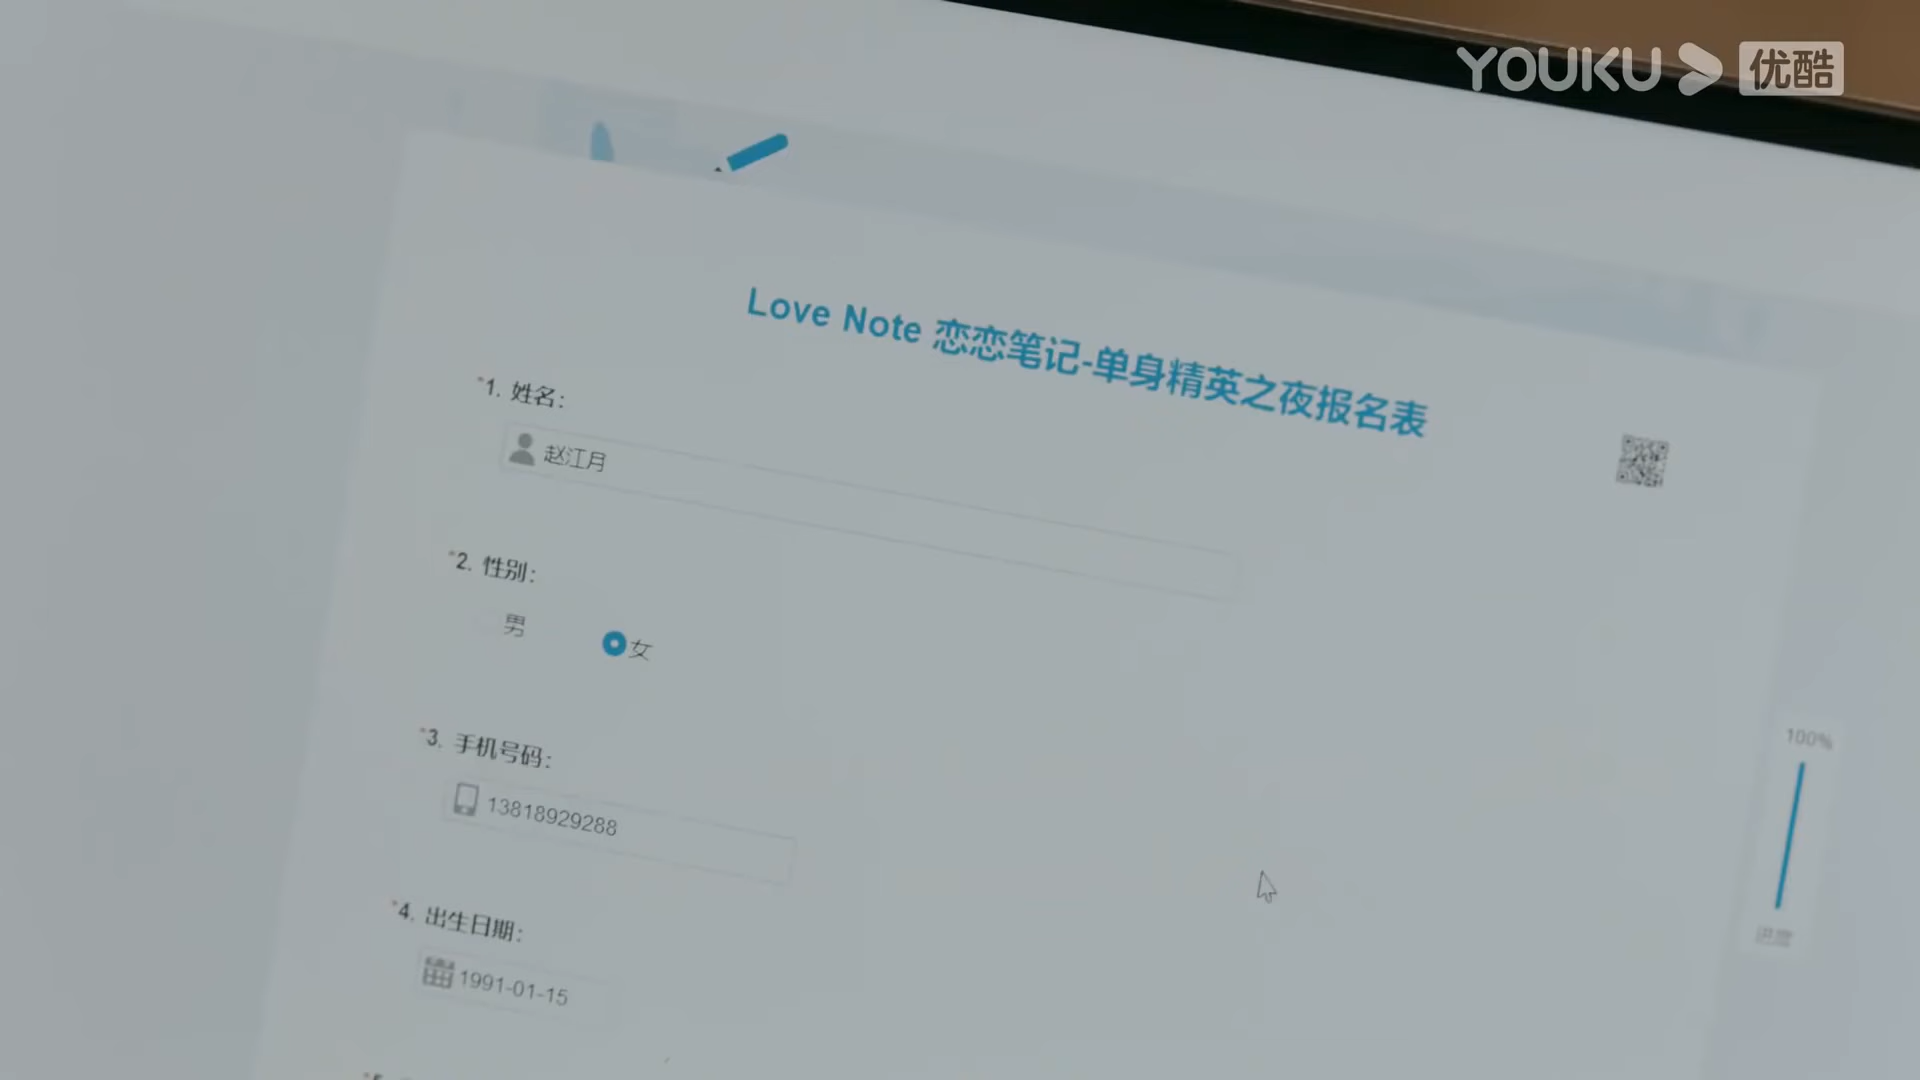 YOUKU 优酷
Love Note 恋恋笔记-单身精英之夜报名表
*1. 姓名:
赵江月
*2. 性别:
男 女
*3. 手机号码:
13818929288
100%
进度
*4. 出生日期:
1991-01-15